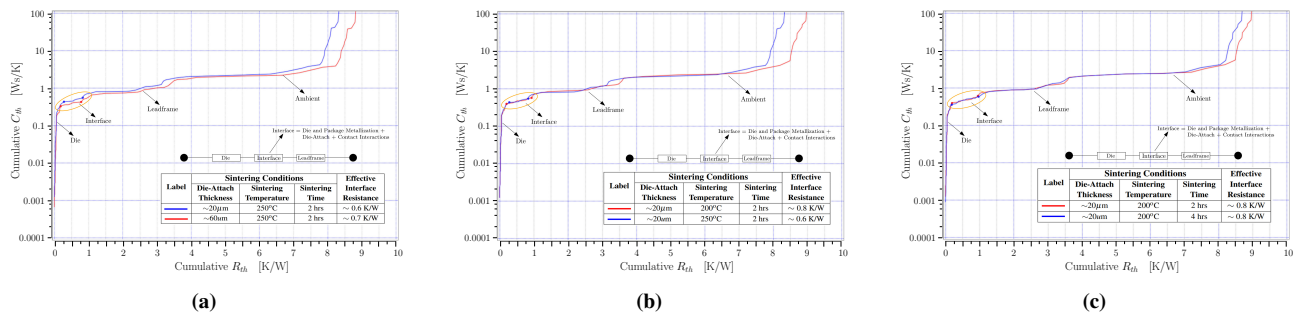 100
10
1
0.1
0.01
0.001
0.0001
Cumulative C_th [Ws/K]
0 1 2 3 4 5 6 7 8 9 10
Cumulative R_th [K/W]
Die
Interface
Leadframe
Ambient
Interface = Die and Package Metallization +
Die-Attach + Contact Interactions
Die Interface Leadframe
Label Sintering Conditions Effective
Die-Attach Sintering Sintering Interface
Thickness Temperature Time Resistance
~20μm 250°C 2 hrs ~ 0.6 K/W
~60um 250°C 2 hrs ~ 0.7 K/W
(a)
100
10
1
0.1
0.01
0.001
0.0001
Cumulative C_th [Ws/K]
0 1 2 3 4 5 6 7 8 9 10
Cumulative R_th [K/W]
Die
Interface
Leadframe
Ambient
Interface = Die and Package Metallization +
Die-Attach + Contact Interactions
Die Interface Leadframe
Label Sintering Conditions Effective
Die-Attach Sintering Sintering Interface
Thickness Temperature Time Resistance
~20μm 200°C 2 hrs ~ 0.8 K/W
~20um 250°C 2 hrs ~ 0.6 K/W
(b)
100
10
1
0.1
0.01
0.001
0.0001
Cumulative C_th [Ws/K]
0 1 2 3 4 5 6 7 8 9 10
Cumulative R_th [K/W]
Die
Interface
Leadframe
Ambient
Interface = Die and Package Metallization +
Die-Attach + Contact Interactions
Die Interface Leadframe
Label Sintering Conditions Effective
Die-Attach Sintering Sintering Interface
Thickness Temperature Time Resistance
~20μm 200°C 2 hrs ~ 0.8 K/W
~20um 200°C 4 hrs ~ 0.8 K/W
(c)